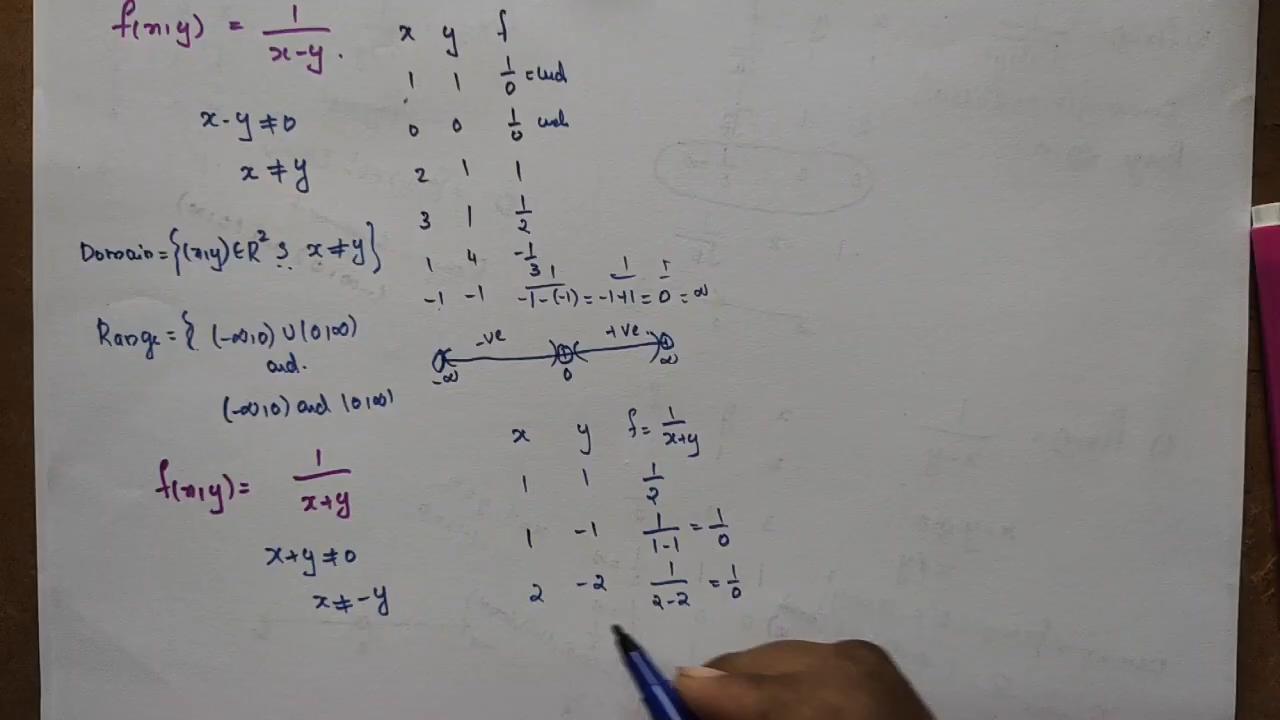 f(x,y) = 1/(x-y).
x y f
1 1 1/0 = und
x-y≠0
0 0 1/0 und
x≠y
2 1 1
3 1 1/2
Domain = {(x,y)∈R² ∋ x≠y}
1 4 -1/3
-1 -1 1/(-1-(-1)) = 1/(-1+1) = 1/0 = ∞
Range = { (-∞,0) ∪ (0,∞)
and.
(-∞,0) and (0,∞)
-ve +ve
-∞ 0 ∞
x y f = 1/(x+y)
f(x,y) = 1/(x+y)
1 1 1/2
1 -1 1/(1-1) = 1/0
x+y≠0
2 -2 1/(2-2) = 1/0
x≠-y